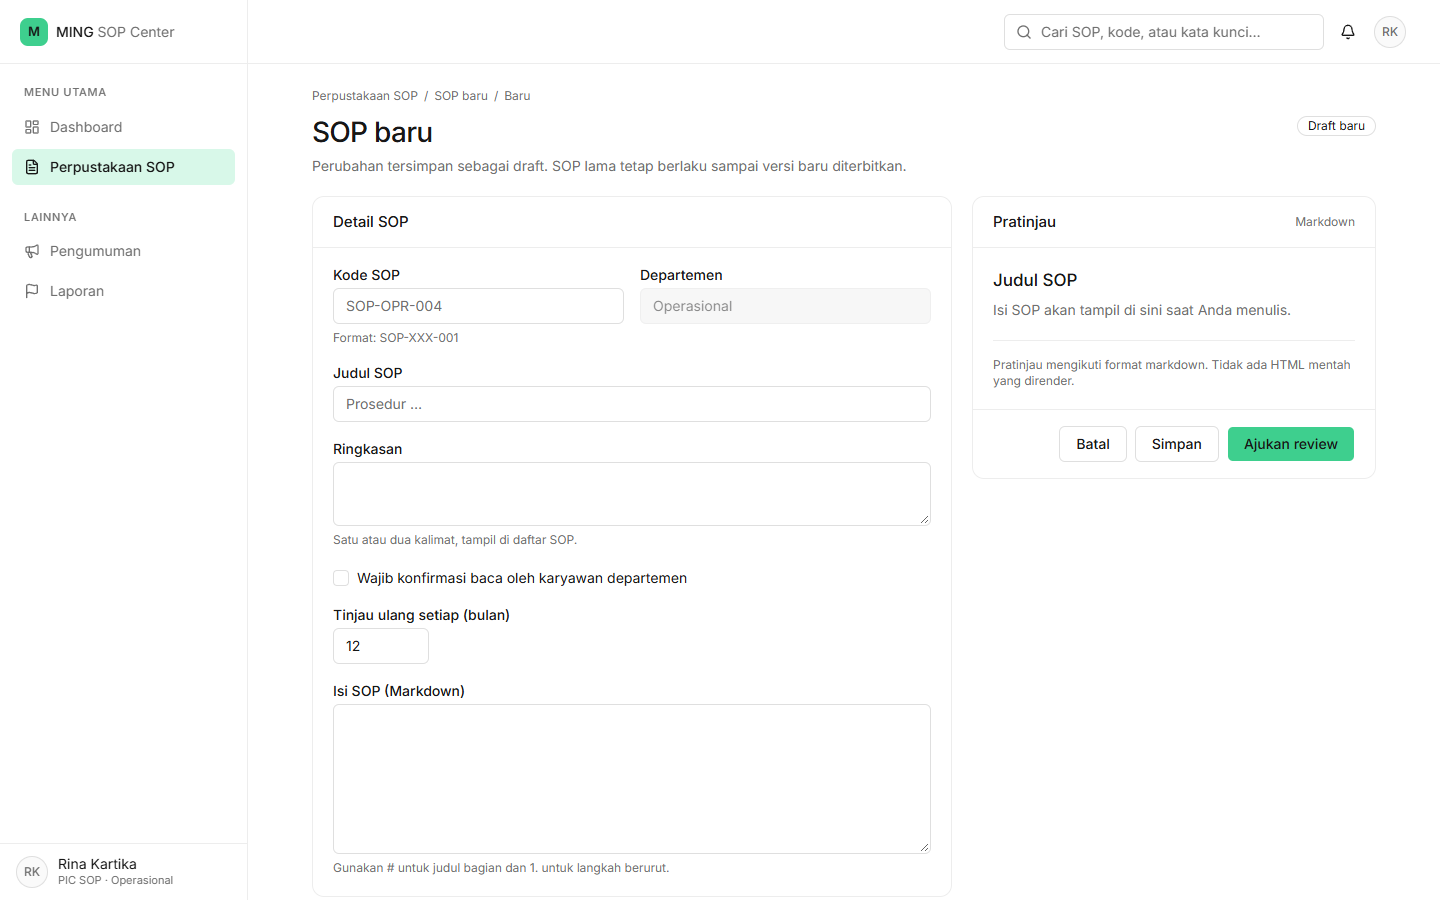 M MING SOP Center
Cari SOP, kode, atau kata kunci...
RK
MENU UTAMA
Dashboard
Perpustakaan SOP
LAINNYA
Pengumuman
Laporan
RK
Rina Kartika
PIC SOP · Operasional
Perpustakaan SOP / SOP baru / Baru
SOP baru
Draft baru
Perubahan tersimpan sebagai draft. SOP lama tetap berlaku sampai versi baru diterbitkan.
Detail SOP
Kode SOP
SOP-OPR-004
Format: SOP-XXX-001
Departemen
Operasional
Judul SOP
Prosedur ...
Ringkasan
Satu atau dua kalimat, tampil di daftar SOP.
Wajib konfirmasi baca oleh karyawan departemen
Tinjau ulang setiap (bulan)
12
Isi SOP (Markdown)
Gunakan # untuk judul bagian dan 1. untuk langkah berurut.
Pratinjau
Markdown
Judul SOP
Isi SOP akan tampil di sini saat Anda menulis.
Pratinjau mengikuti format markdown. Tidak ada HTML mentah
yang dirender.
Batal
Simpan
Ajukan review